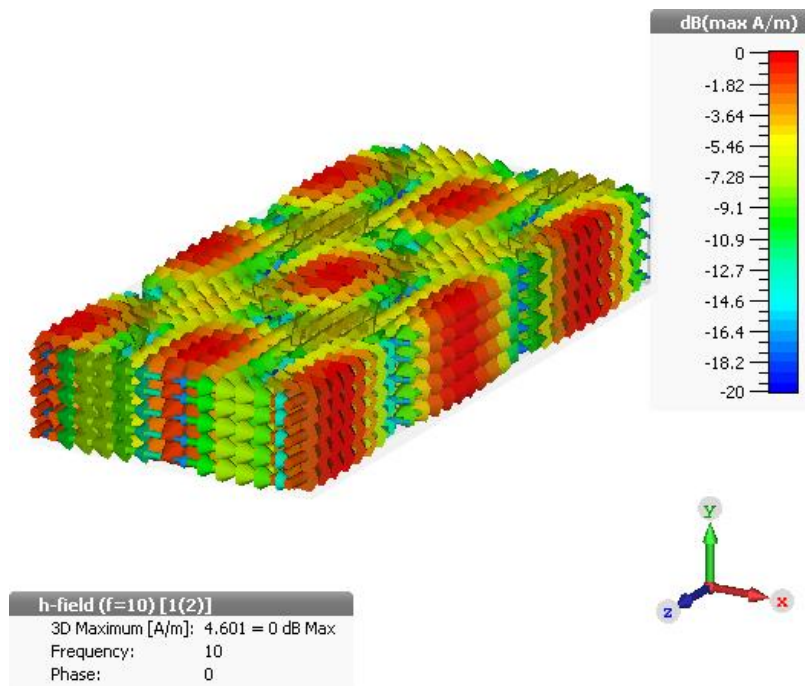 dB(max A/m)
0
-1.82
-3.64
-5.46
-7.28
-9.1
-10.9
-12.7
-14.6
-16.4
-18.2
-20
y
x
z
h-field (f=10) [1(2)]
3D Maximum [A/m]: 4.601 = 0 dB Max
Frequency: 10
Phase: 0